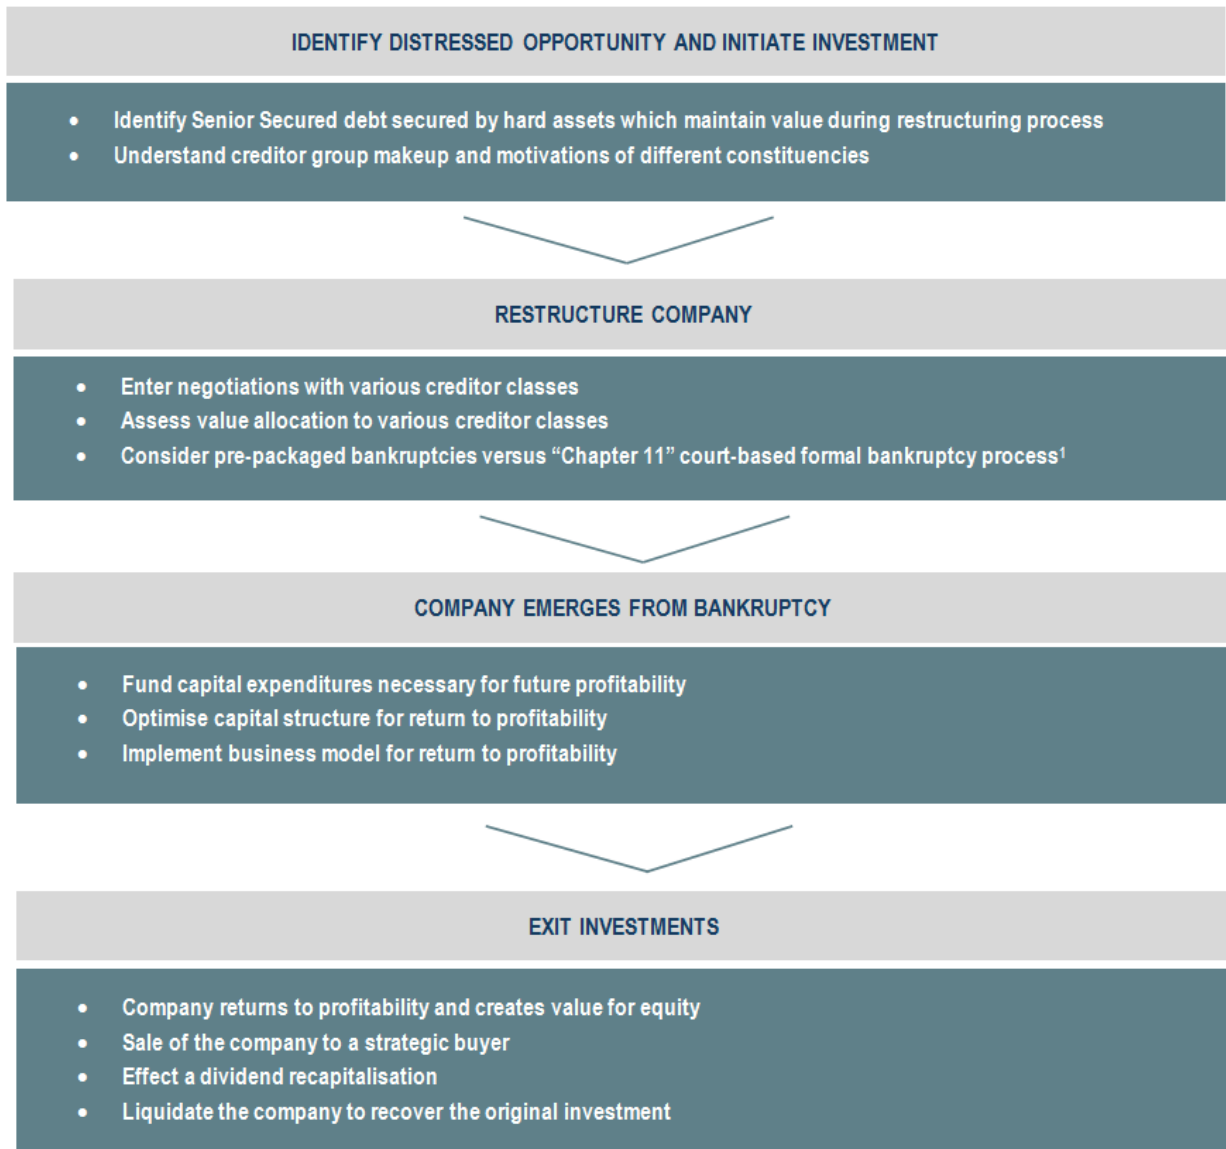 IDENTIFY DISTRESSED OPPORTUNITY AND INITIATE INVESTMENT
• Identify Senior Secured debt secured by hard assets which maintain value during restructuring process
• Understand creditor group makeup and motivations of different constituencies
RESTRUCTURE COMPANY
• Enter negotiations with various creditor classes
• Assess value allocation to various creditor classes
• Consider pre-packaged bankruptcies versus “Chapter 11” court-based formal bankruptcy process¹
COMPANY EMERGES FROM BANKRUPTCY
• Fund capital expenditures necessary for future profitability
• Optimise capital structure for return to profitability
• Implement business model for return to profitability
EXIT INVESTMENTS
• Company returns to profitability and creates value for equity
• Sale of the company to a strategic buyer
• Effect a dividend recapitalisation
• Liquidate the company to recover the original investment